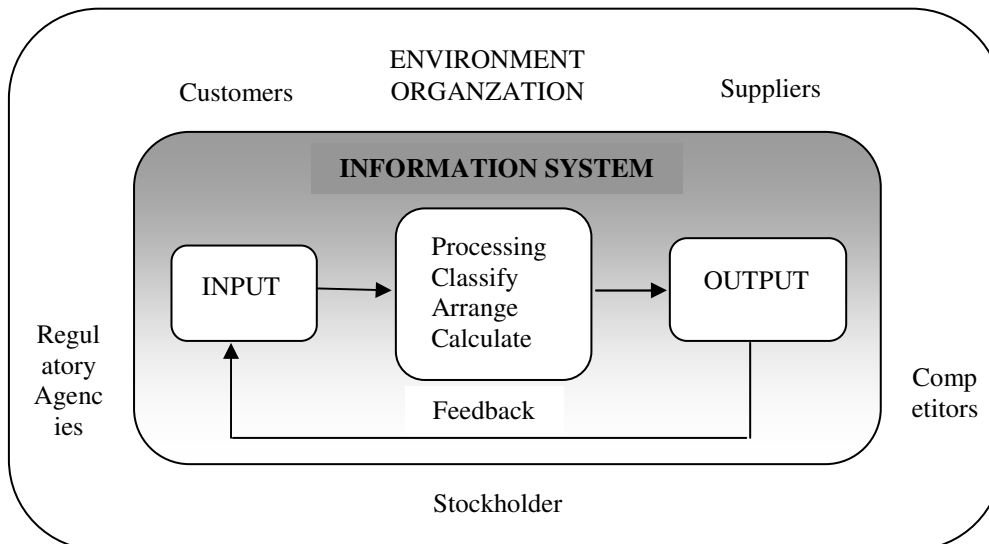 ENVIRONMENT
ORGANZATION
Customers
Suppliers
INFORMATION SYSTEM
INPUT
Processing
Classify
Arrange
Calculate
OUTPUT
Regul
atory
Agenc
ies
Feedback
Comp
etitors
Stockholder